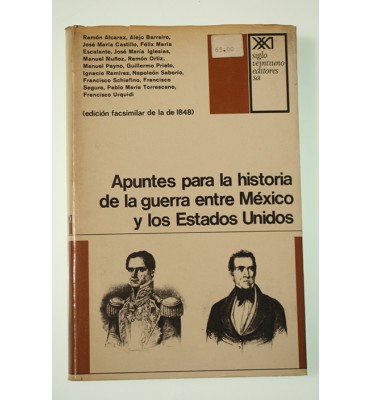 Ramón Alcaraz, Alejo Barreiro,
José María Castillo, Félix María
Escalante, José María Iglesias,
Manuel Muñoz, Ramón Ortiz,
Manuel Payno, Guillermo Prieto,
Ignacio Ramírez, Napoleón Saborío,
Francisco Schiafino, Francisco
Segura, Pablo María Torrescano,
Francisco Urquidi
(edición facsimilar de la de 1848)
XXI
siglo
veintiuno
editores
sa
Apuntes para la historia
de la guerra entre México
y los Estados Unidos